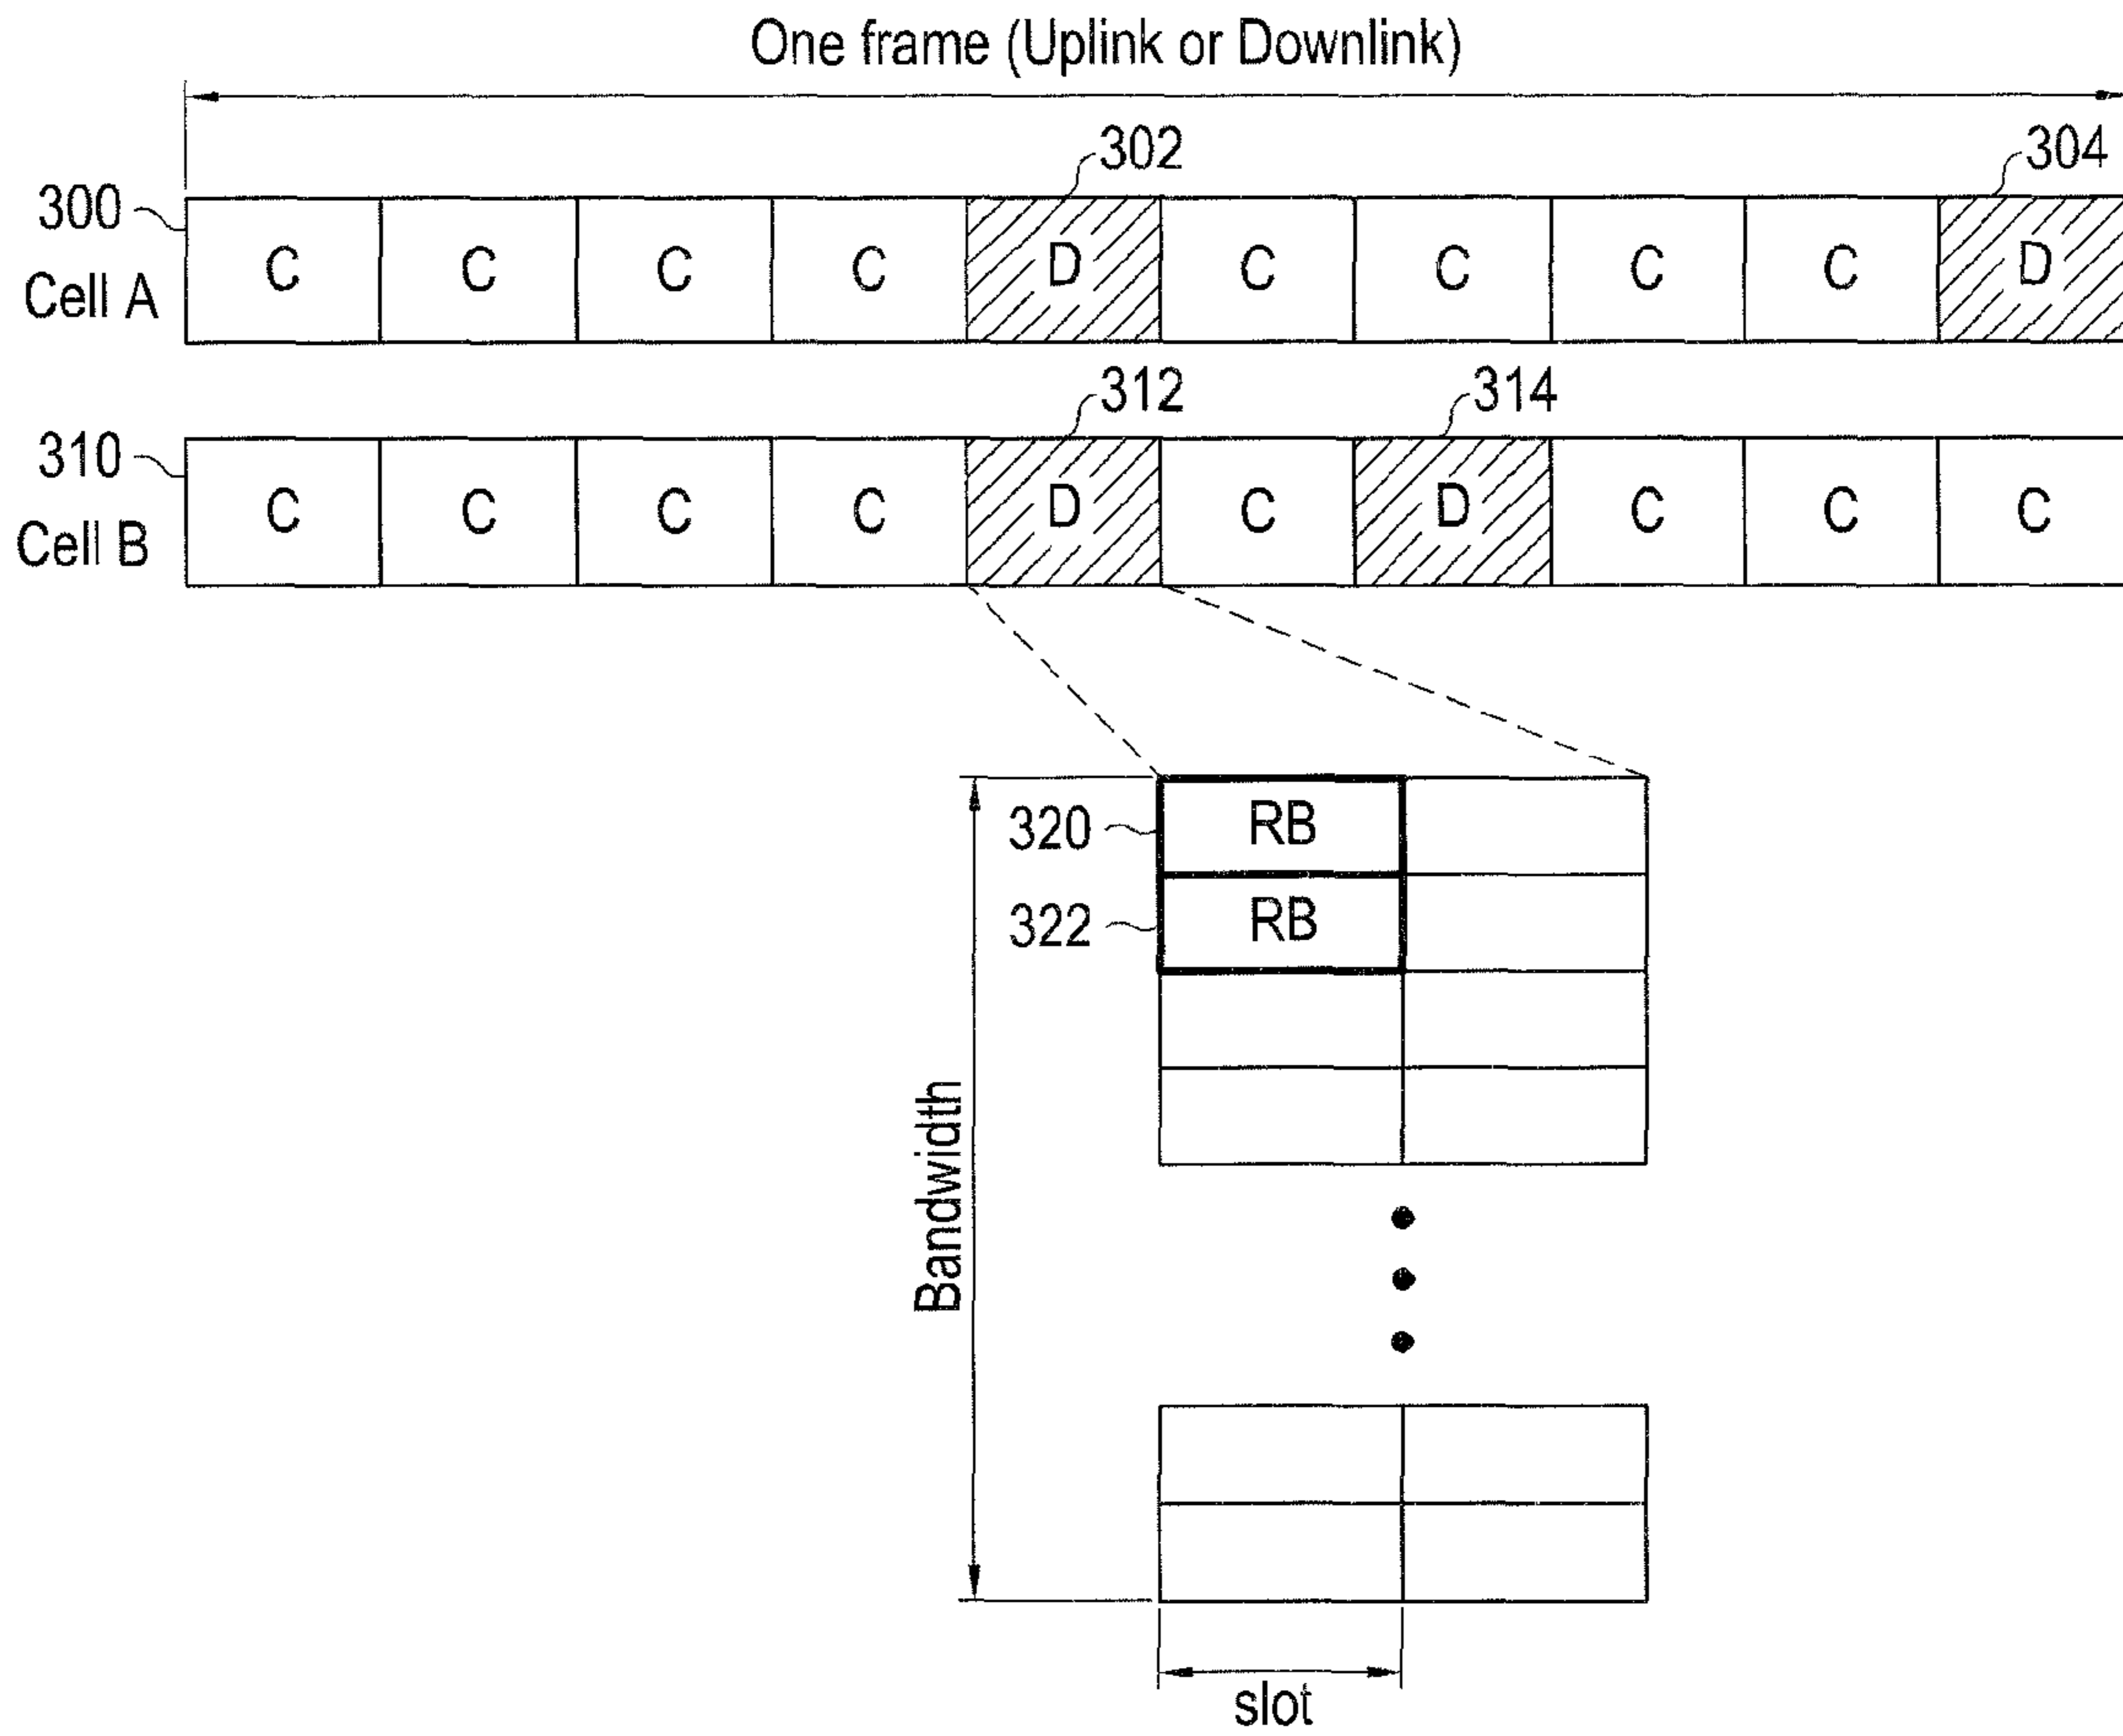 One frame (Uplink or Downlink)
302
304
300
C C C C D C C C C D
Cell A
312
314
310
C C C C D C D C C C
Cell B
320
RB
322
RB
Bandwidth
slot